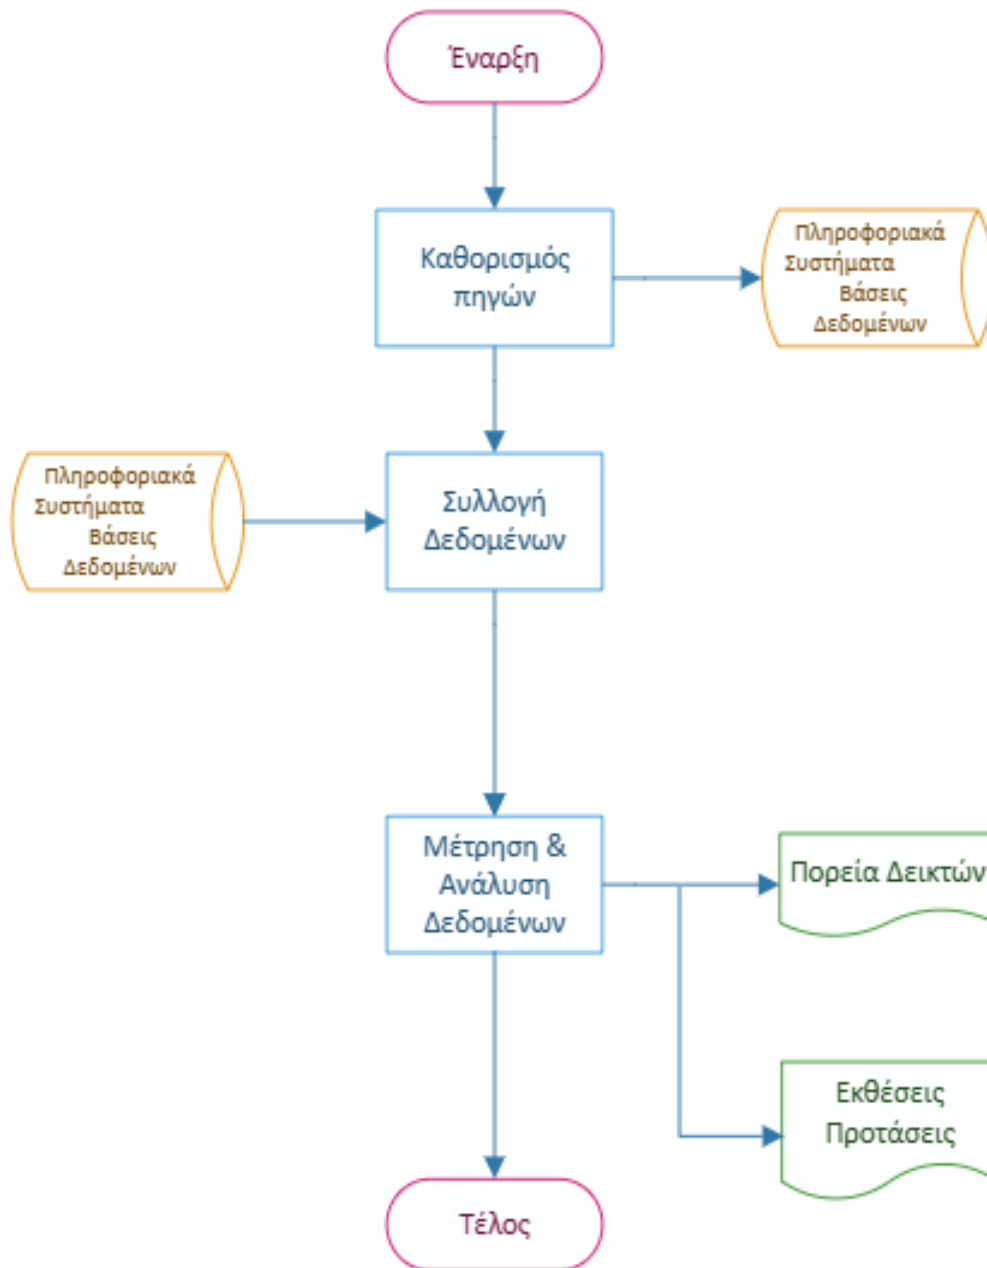 Έναρξη
Καθορισμός
πηγών
Πληροφοριακά
Συστήματα
Βάσεις
Δεδομένων
Πληροφοριακά
Συστήματα
Βάσεις
Δεδομένων
Συλλογή
Δεδομένων
Μέτρηση &
Ανάλυση
Δεδομένων
Πορεία Δεικτών
Εκθέσεις
Προτάσεις
Τέλος